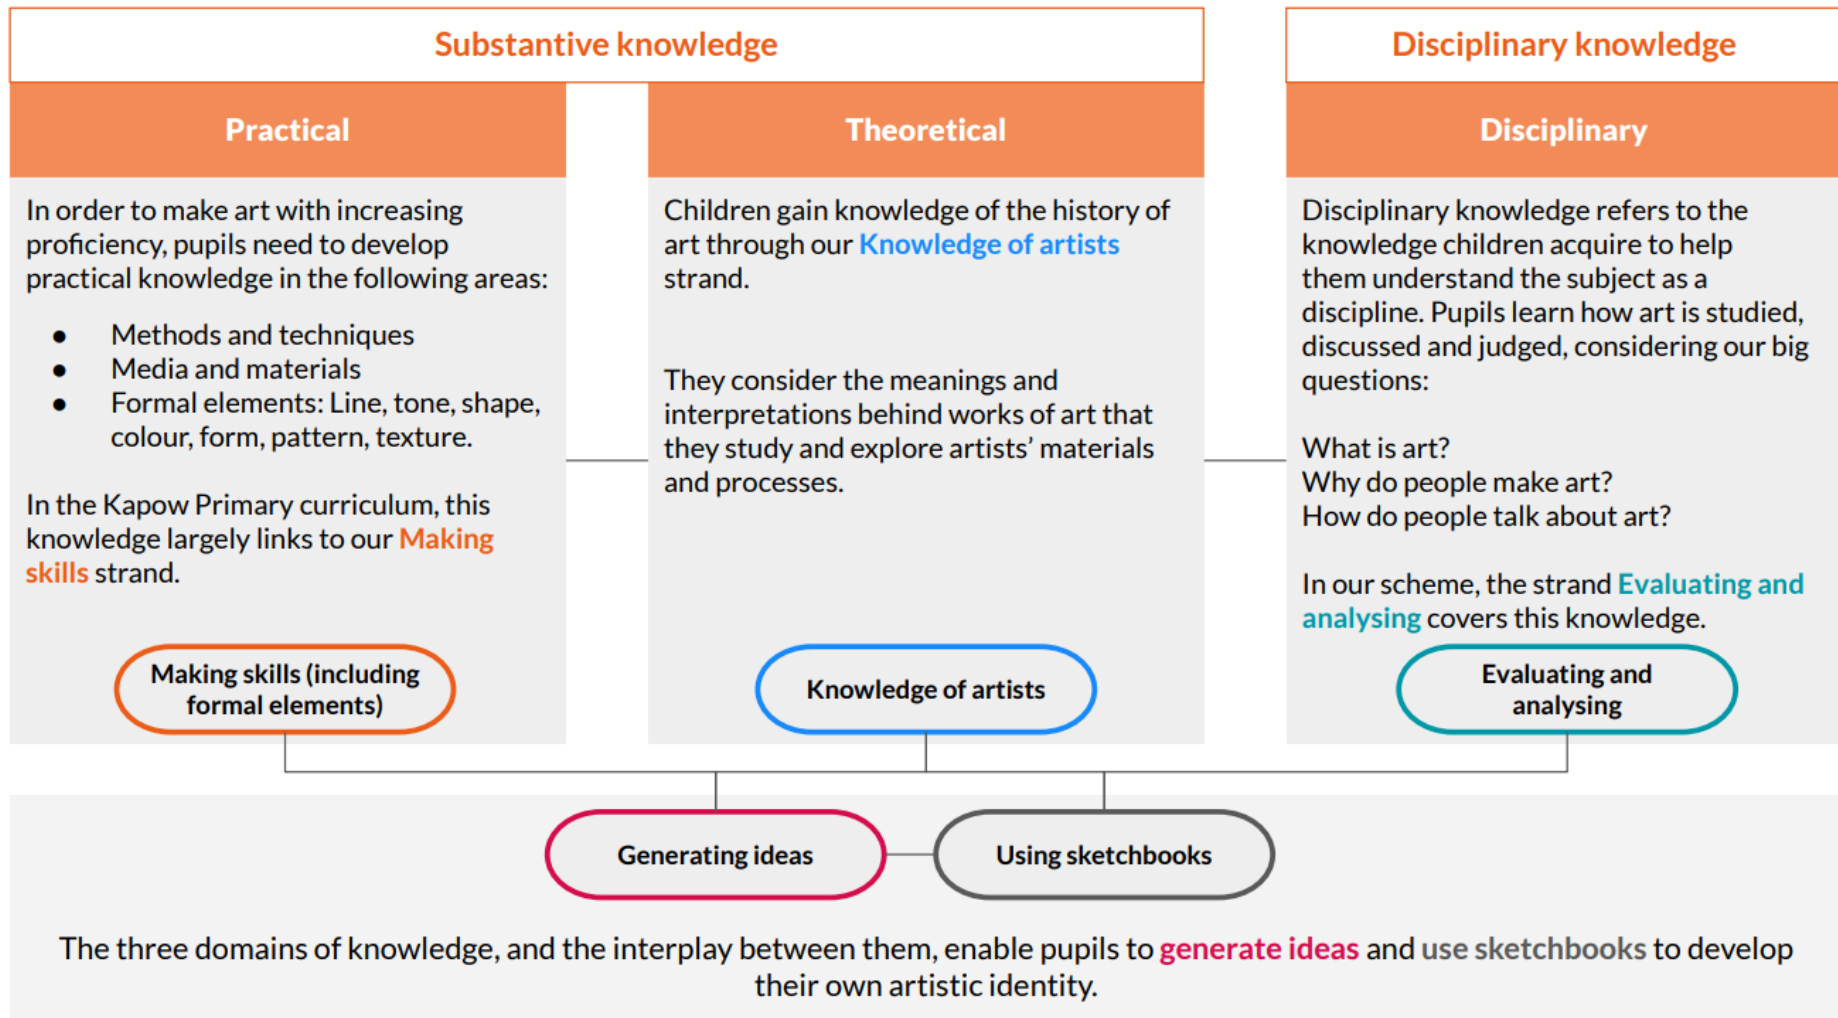 Substantive knowledge
Disciplinary knowledge
Practical
In order to make art with increasing
proficiency, pupils need to develop
practical knowledge in the following areas:
● Methods and techniques
● Media and materials
● Formal elements: Line, tone, shape,
colour, form, pattern, texture.
In the Kapow Primary curriculum, this
knowledge largely links to our Making
skills strand.
Making skills (including
formal elements)
Theoretical
Children gain knowledge of the history of
art through our Knowledge of artists
strand.
They consider the meanings and
interpretations behind works of art that
they study and explore artists’ materials
and processes.
Knowledge of artists
Disciplinary
Disciplinary knowledge refers to the
knowledge children acquire to help
them understand the subject as a
discipline. Pupils learn how art is studied,
discussed and judged, considering our big
questions:
What is art?
Why do people make art?
How do people talk about art?
In our scheme, the strand Evaluating and
analysing covers this knowledge.
Evaluating and
analysing
Generating ideas
Using sketchbooks
The three domains of knowledge, and the interplay between them, enable pupils to generate ideas and use sketchbooks to develop
their own artistic identity.